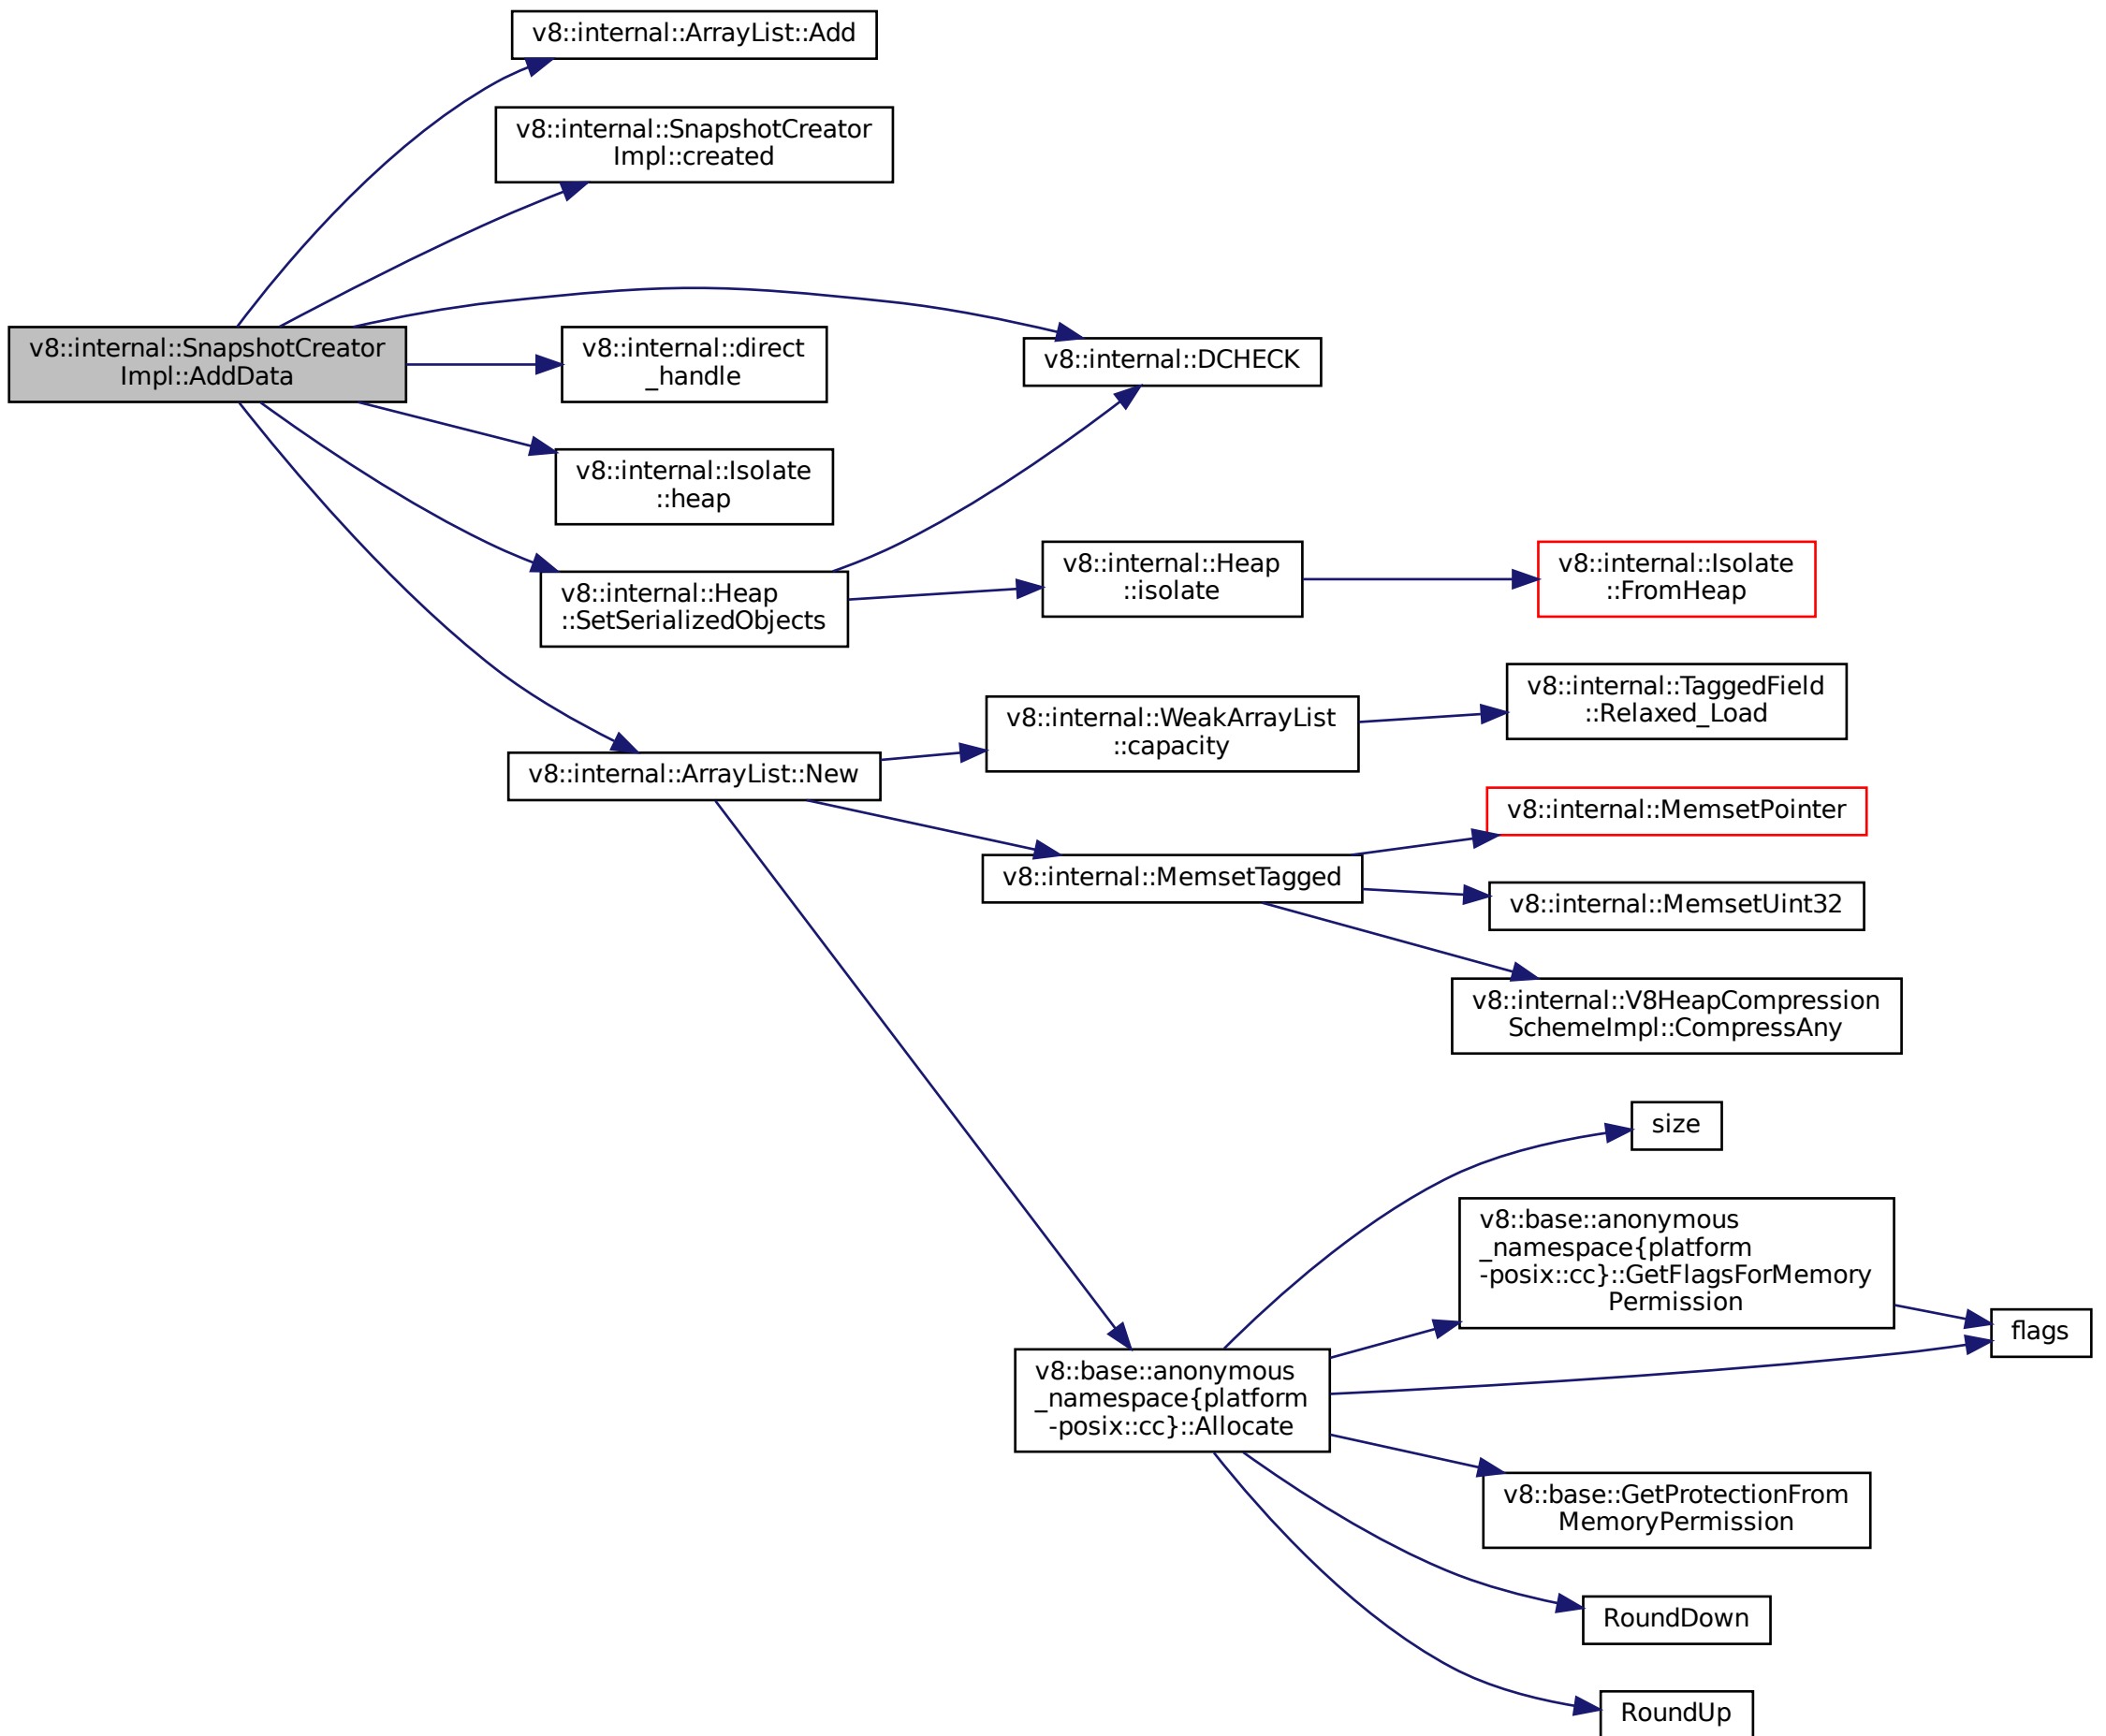 v8::internal::ArrayList::Add
v8::internal::SnapshotCreator
Impl::created
v8::internal::SnapshotCreator
Impl::AddData
v8::internal::direct
_handle
v8::internal::DCHECK
v8::internal::Isolate
::heap
v8::internal::Heap
::SetSerializedObjects
v8::internal::Heap
::isolate
v8::internal::Isolate
::FromHeap
v8::internal::ArrayList::New
v8::internal::WeakArrayList
::capacity
v8::internal::TaggedField
::Relaxed_Load
v8::internal::MemsetTagged
v8::internal::MemsetPointer
v8::internal::MemsetUint32
v8::internal::V8HeapCompression
SchemeImpl::CompressAny
v8::base::anonymous
_namespace{platform
-posix::cc}::Allocate
size
v8::base::anonymous
_namespace{platform
-posix::cc}::GetFlagsForMemory
Permission
flags
v8::base::GetProtectionFrom
MemoryPermission
RoundDown
RoundUp